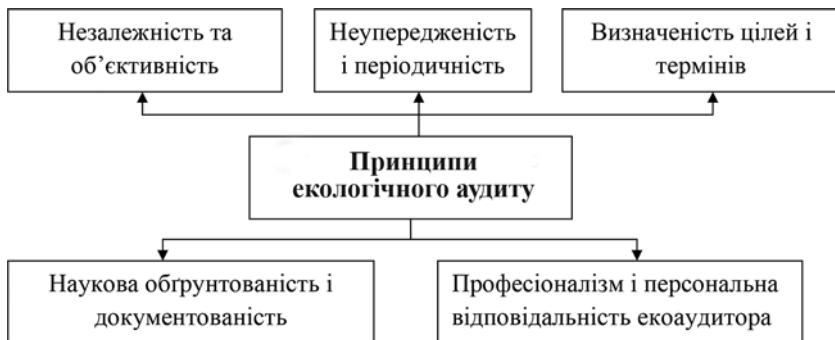 Незалежність та
об’єктивність
Неупередженість
і періодичність
Визначеність цілей і
термінів
Принципи
екологічного аудиту
Наукова обґрунтованість і
документованість
Професіоналізм і персональна
відповідальність екоаудитора